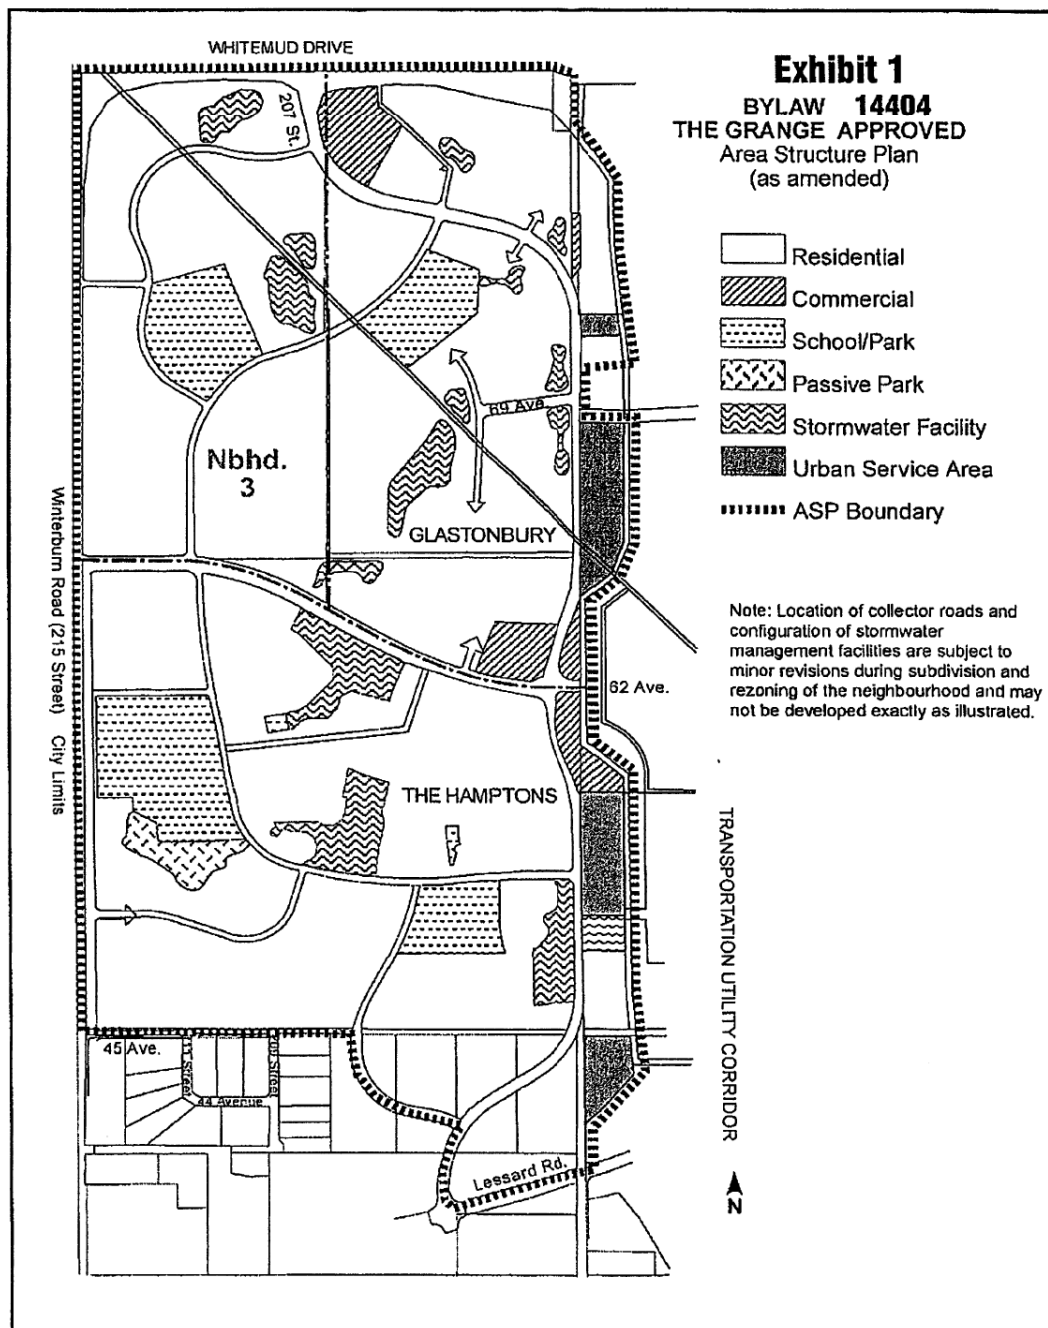 WHITEMUD DRIVE
Exhibit 1
BYLAW 14404
THE GRANGE APPROVED
Area Structure Plan
(as amended)
207 St.
Residential
Commercial
School/Park
Passive Park
Stormwater Facility
Urban Service Area
ASP Boundary
69 Ave.
Nbhd.
3
GLASTONBURY
Winterburn Road (215 Street) City Limits
Note: Location of collector roads and
configuration of stormwater
management facilities are subject to
minor revisions during subdivision and
rezoning of the neighbourhood and may
not be developed exactly as illustrated.
62 Ave.
THE HAMPTONS
TRANSPORTATION UTILITY CORRIDOR
45 Ave.
44 Avenue
Lessard Rd.
N